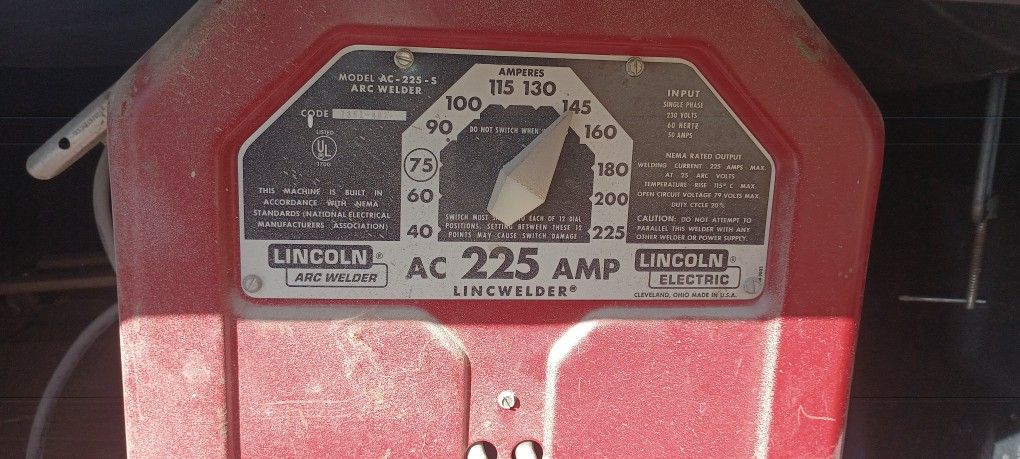 MODEL AC-225-S
ARC WELDER
CODE
LISTED
UL
THIS MACHINE IS BUILT IN
ACCORDANCE WITH NEMA
STANDARDS (NATIONAL ELECTRICAL
MANUFACTURERS ASSOCIATION)
LINCOLN ®
ARC WELDER
AMPERES
40
60
75
90
100
115 130
145
160
180
200
225
DO NOT SWITCH WHEN
SWITCH MUST TO EACH OF 12 DIAL
POSITIONS. SETTING BETWEEN THESE 12
POINTS MAY CAUSE SWITCH DAMAGE
AC 225 AMP
LINCWELDER®
INPUT
SINGLE PHASE
230 VOLTS
60 HERTZ
50 AMPS
NEMA RATED OUTPUT
WELDING CURRENT 225 AMPS MAX.
AT 25 ARC VOLTS
TEMPERATURE RISE 115° C MAX.
OPEN CIRCUIT VOLTAGE 79 VOLTS MAX.
DUTY CYCLE 20%
CAUTION: DO NOT ATTEMPT TO
PARALLEL THIS WELDER WITH ANY
OTHER WELDER OR POWER SUPPLY.
LINCOLN ®
ELECTRIC
CLEVELAND, OHIO MADE IN U.S.A.